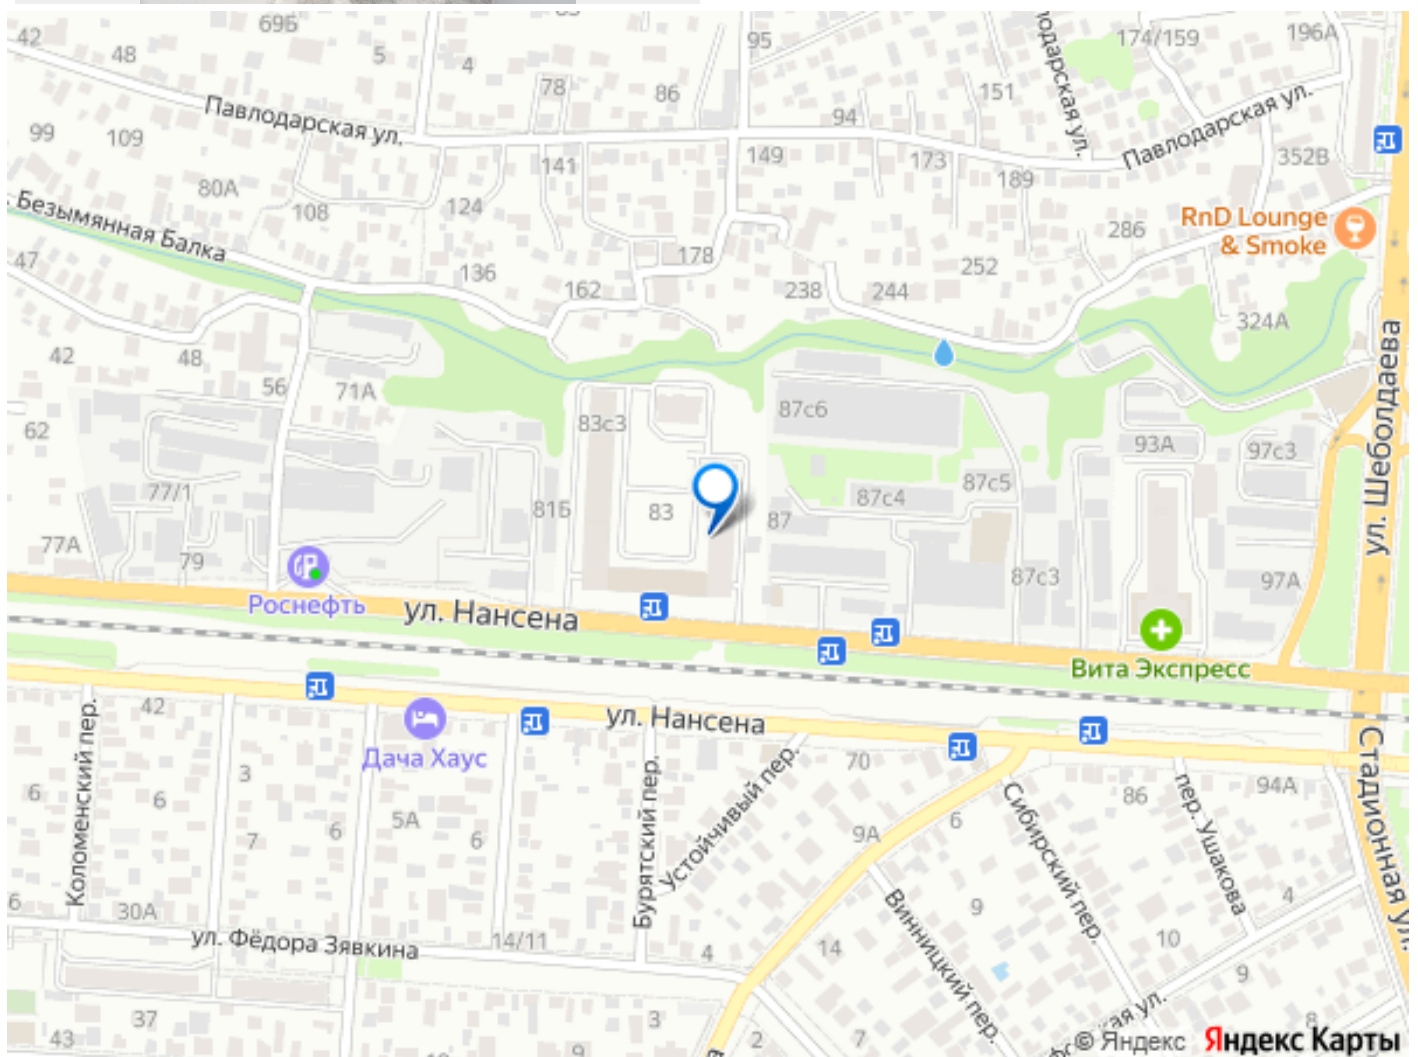 69Б
42
48
5
4
78
86
95
174/159
196А
Павлодарская ул.
99
109
141
94
149
151
173
189
Павлодарская ул.
352В
80А
108
124
Безымянная Балка
47
136
162
178
238
244
252
286
RnD Lounge
& Smoke
324А
42
48
56
71А
62
83с3
87с6
93А
97с3
ул. Шеболдаева
77/1
81Б
83
87
87с4
87с5
77А
79
87с3
97А
Роснефть
ул. Нансена
Вита Экспресс
Коломенский пер.
42
Дача Хаус
ул. Нансена
70
86
94А
Стадионная ул.
6
6
3
7
6
5А
6
Бурятский пер.
Устойчивый пер.
9А
6
Сибирский пер.
пер. Ушакова
4
30А
ул. Фёдора Зявкина
14/11
4
14
Винницкий пер.
9
10
9
43
37
9
3
2
7
ая ул.
8
© Яндекс Яндекс Карты